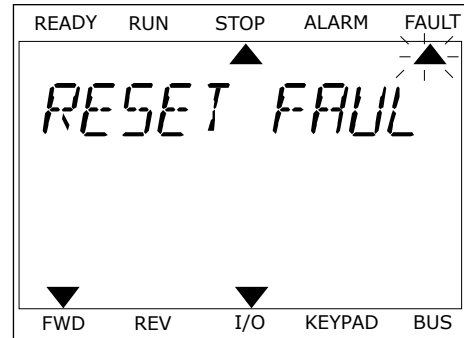 READY RUN STOP ALARM FAULT
RESET FAUL
FWD REV I/O KEYPAD BUS